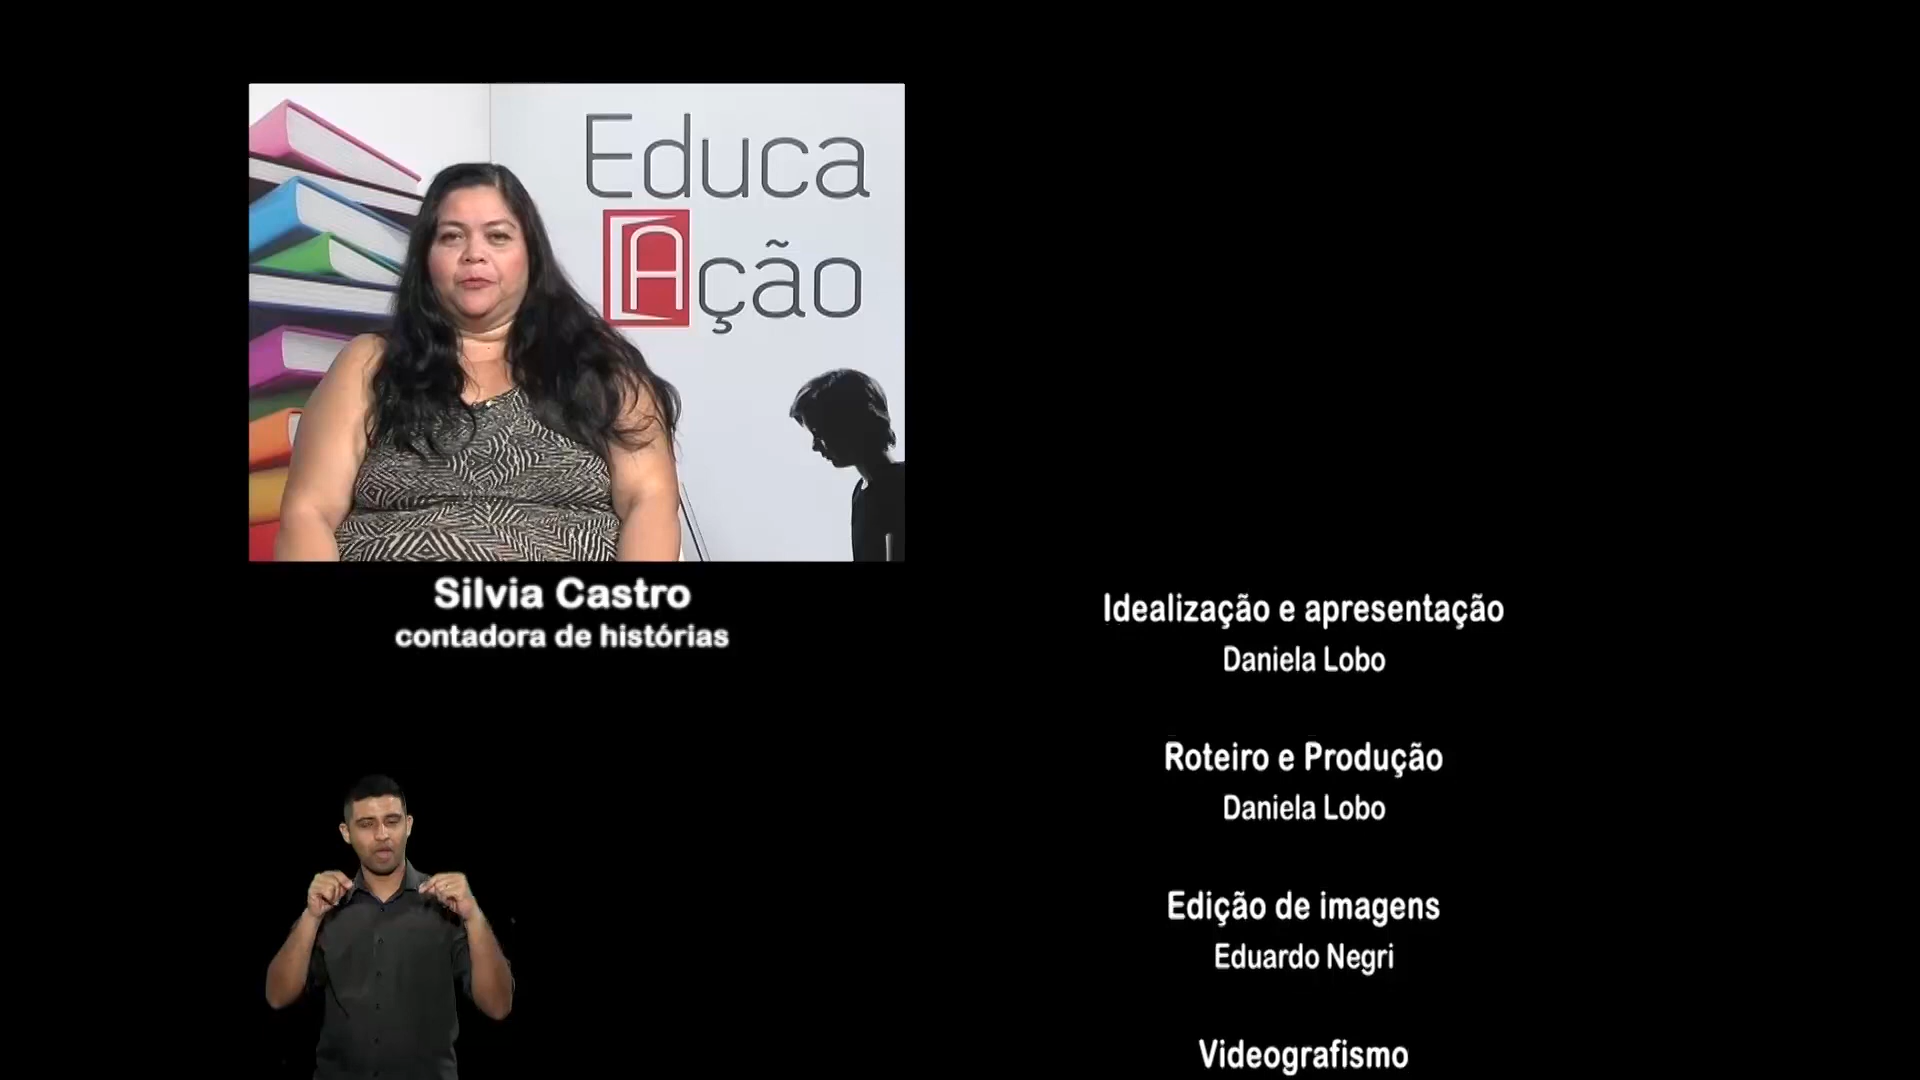 Educa
Ação
Silvia Castro
contadora de histórias
Idealização e apresentação
Daniela Lobo
Roteiro e Produção
Daniela Lobo
Edição de imagens
Eduardo Negri
Videografismo